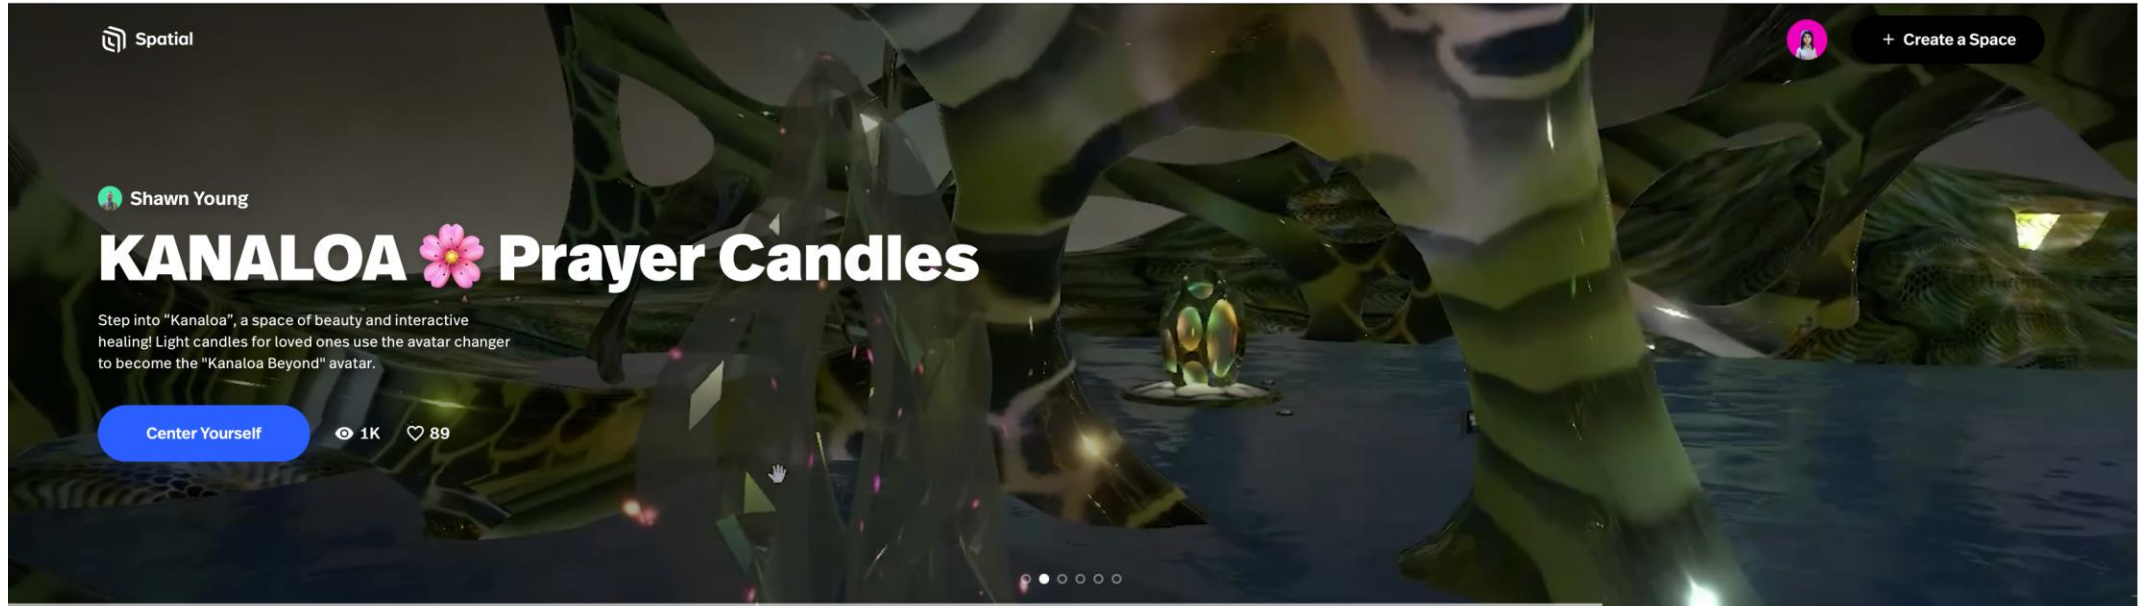 Spatial
+ Create a Space
Shawn Young
KANALOA🌸Prayer Candles
Step into “Kanaloa”, a space of beauty and interactive
healing! Light candles for loved ones use the avatar changer
to become the "Kanaloa Beyond" avatar.
Center Yourself
1K
89